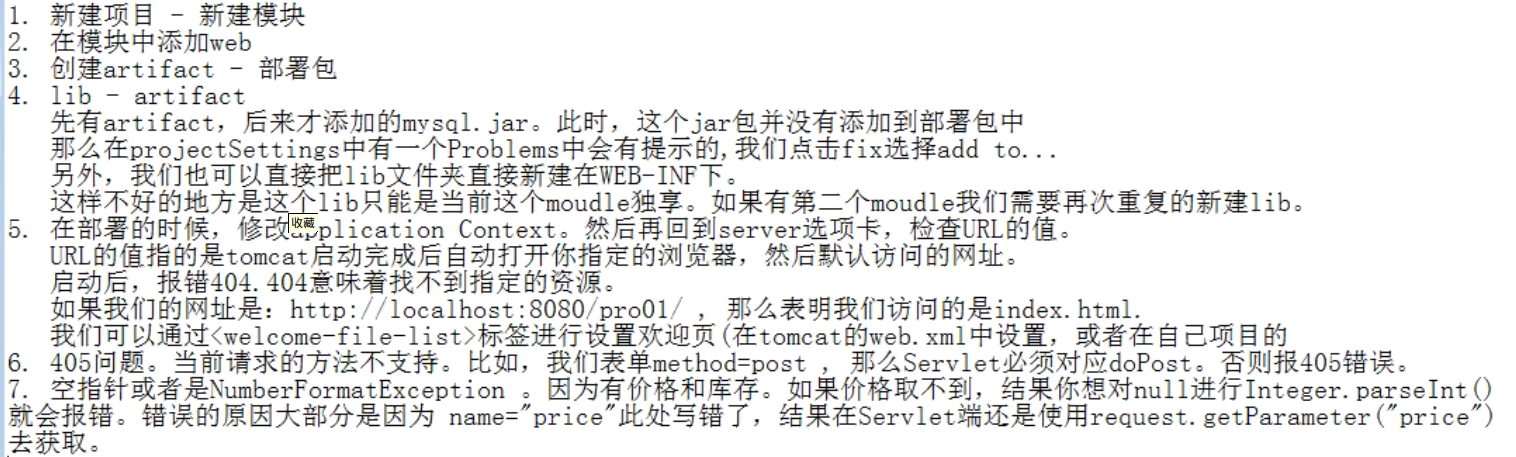 1. 新建项目 - 新建模块
2. 在模块中添加web
3. 创建artifact - 部署包
4. lib - artifact
先有artifact，后来才添加的mysql.jar。此时，这个jar包并没有添加到部署包中
那么在projectSettings中有一个Problems中会有提示的,我们点击fix选择add to...
另外，我们也可以直接把lib文件夹直接新建在WEB-INF下。
这样不好的地方是这个lib只能是当前这个moudle独享。如果有第二个moudle我们需要再次重复的新建lib。
收藏
5. 在部署的时候，修改application Context。然后再回到server选项卡，检查URL的值。
URL的值指的是tomcat启动完成后自动打开你指定的浏览器，然后默认访问的网址。
启动后，报错404.404意味着找不到指定的资源。
如果我们的网址是：http://localhost:8080/pro01/ , 那么表明我们访问的是index.html.
我们可以通过<welcome-file-list>标签进行设置欢迎页(在tomcat的web.xml中设置，或者在自己项目的
6. 405问题。当前请求的方法不支持。比如，我们表单method=post , 那么Servlet必须对应doPost。否则报405错误。
7. 空指针或者是NumberFormatException 。因为有价格和库存。如果价格取不到，结果你想对null进行Integer.parseInt()
就会报错。错误的原因大部分是因为 name="price"此处写错了，结果在Servlet端还是使用request.getParameter("price")
去获取。